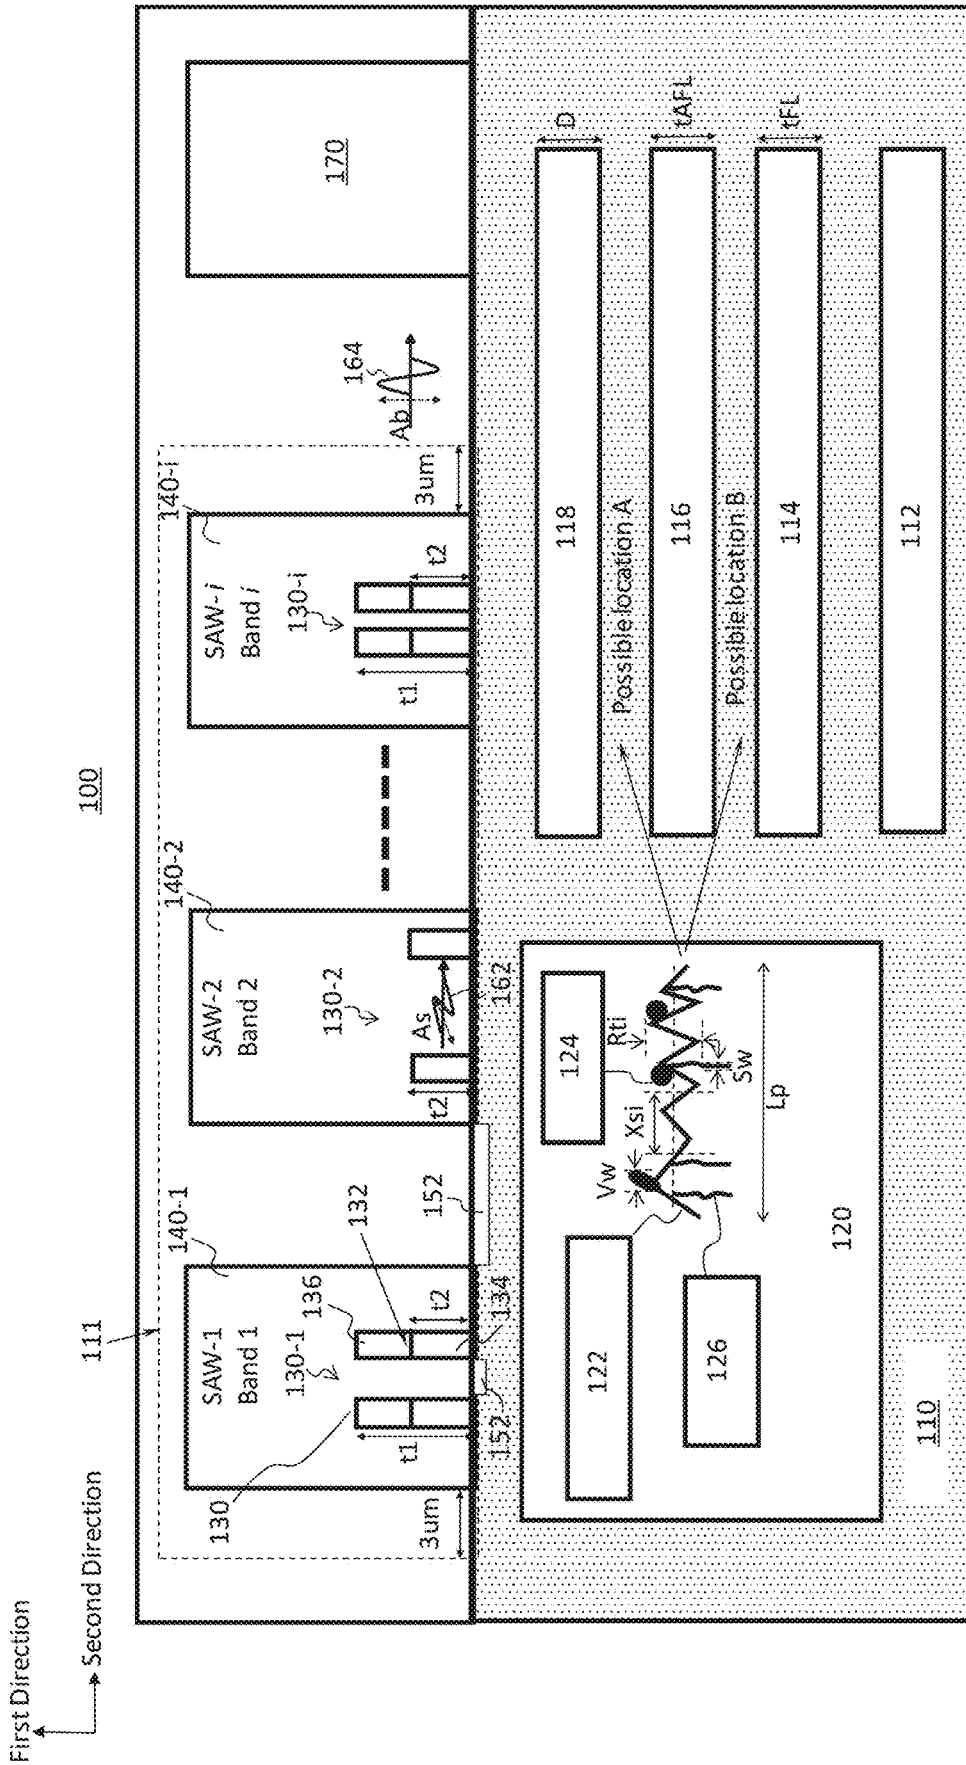 100
First Direction
Second Direction
111
140-1
140-2
140-i
SAW-1
Band 1
130-1
136
132
130
t1
t2
134
152
152
3um
SAW-2
Band 2
130-2
As
t2
162
SAW-i
Band i
130-i
t1
t2
3um
Ab
164
170
118
D
Possible location A
116
tAFL
Possible location B
114
tFL
112
122
124
126
120
Vw
Xsi
Rti
Sw
Lp
110